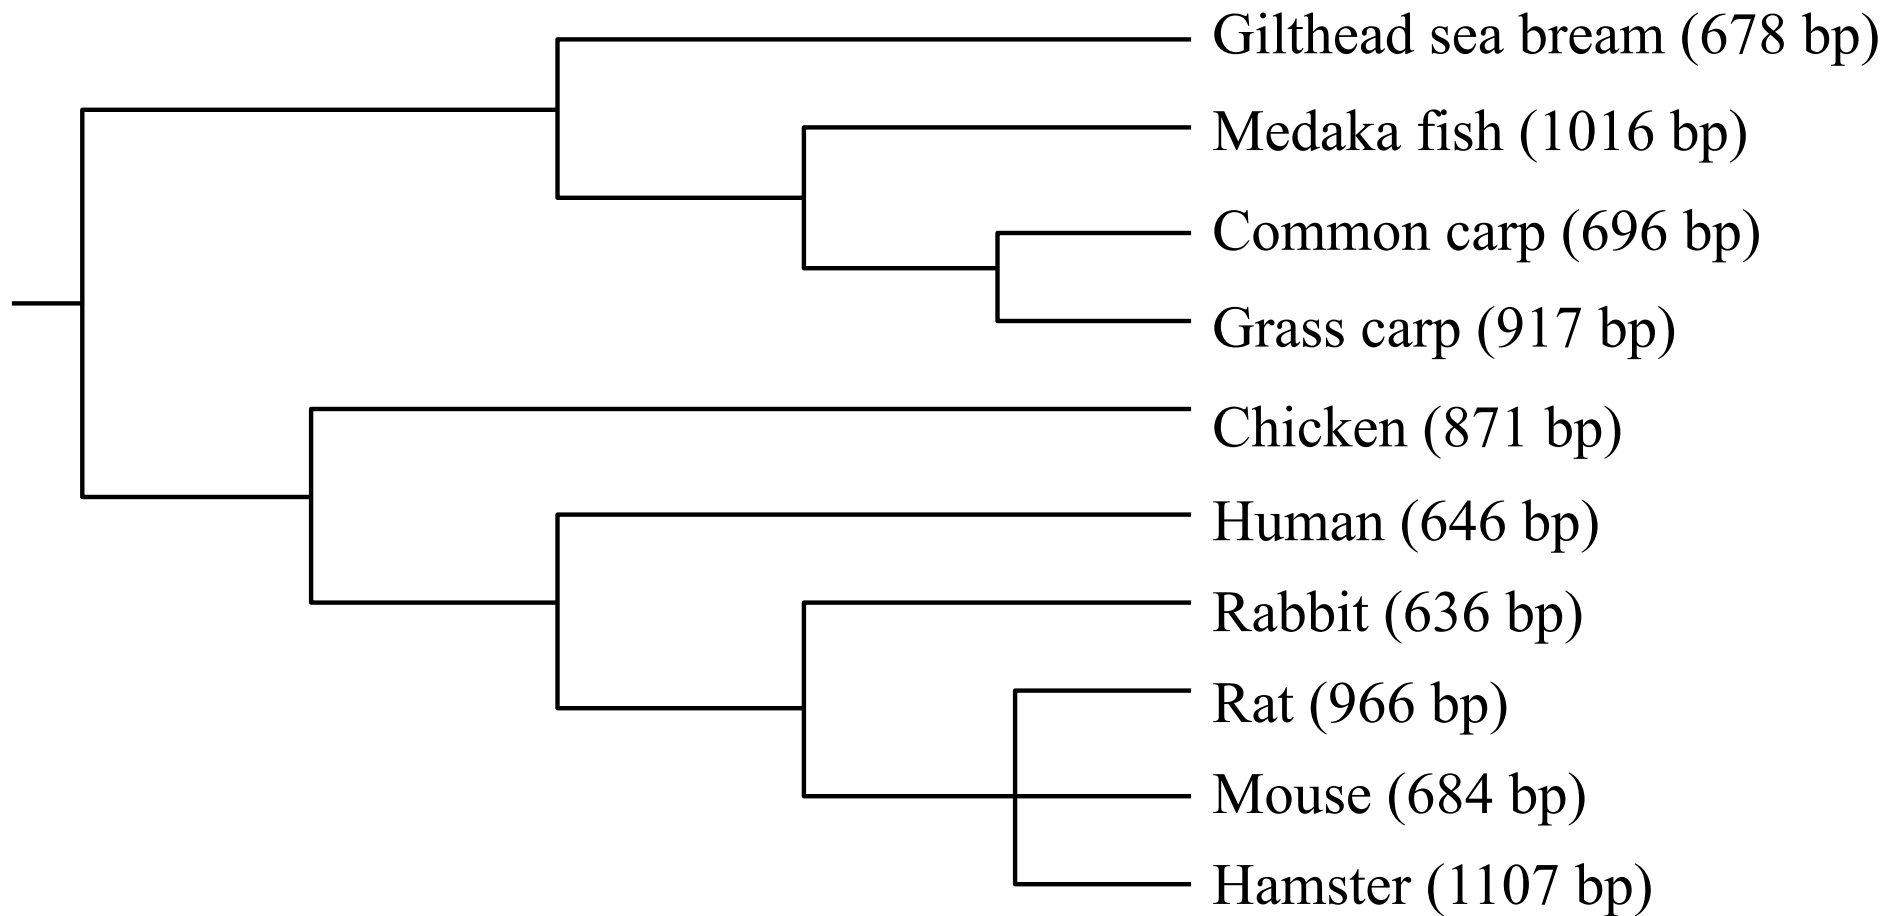 Gilthead sea bream (678 bp)
Medaka fish (1016 bp)
Common carp (696 bp)
Grass carp (917 bp)
Chicken (871 bp)
Human (646 bp)
Rabbit (636 bp)
Rat (966 bp)
Mouse (684 bp)
Hamster (1107 bp)